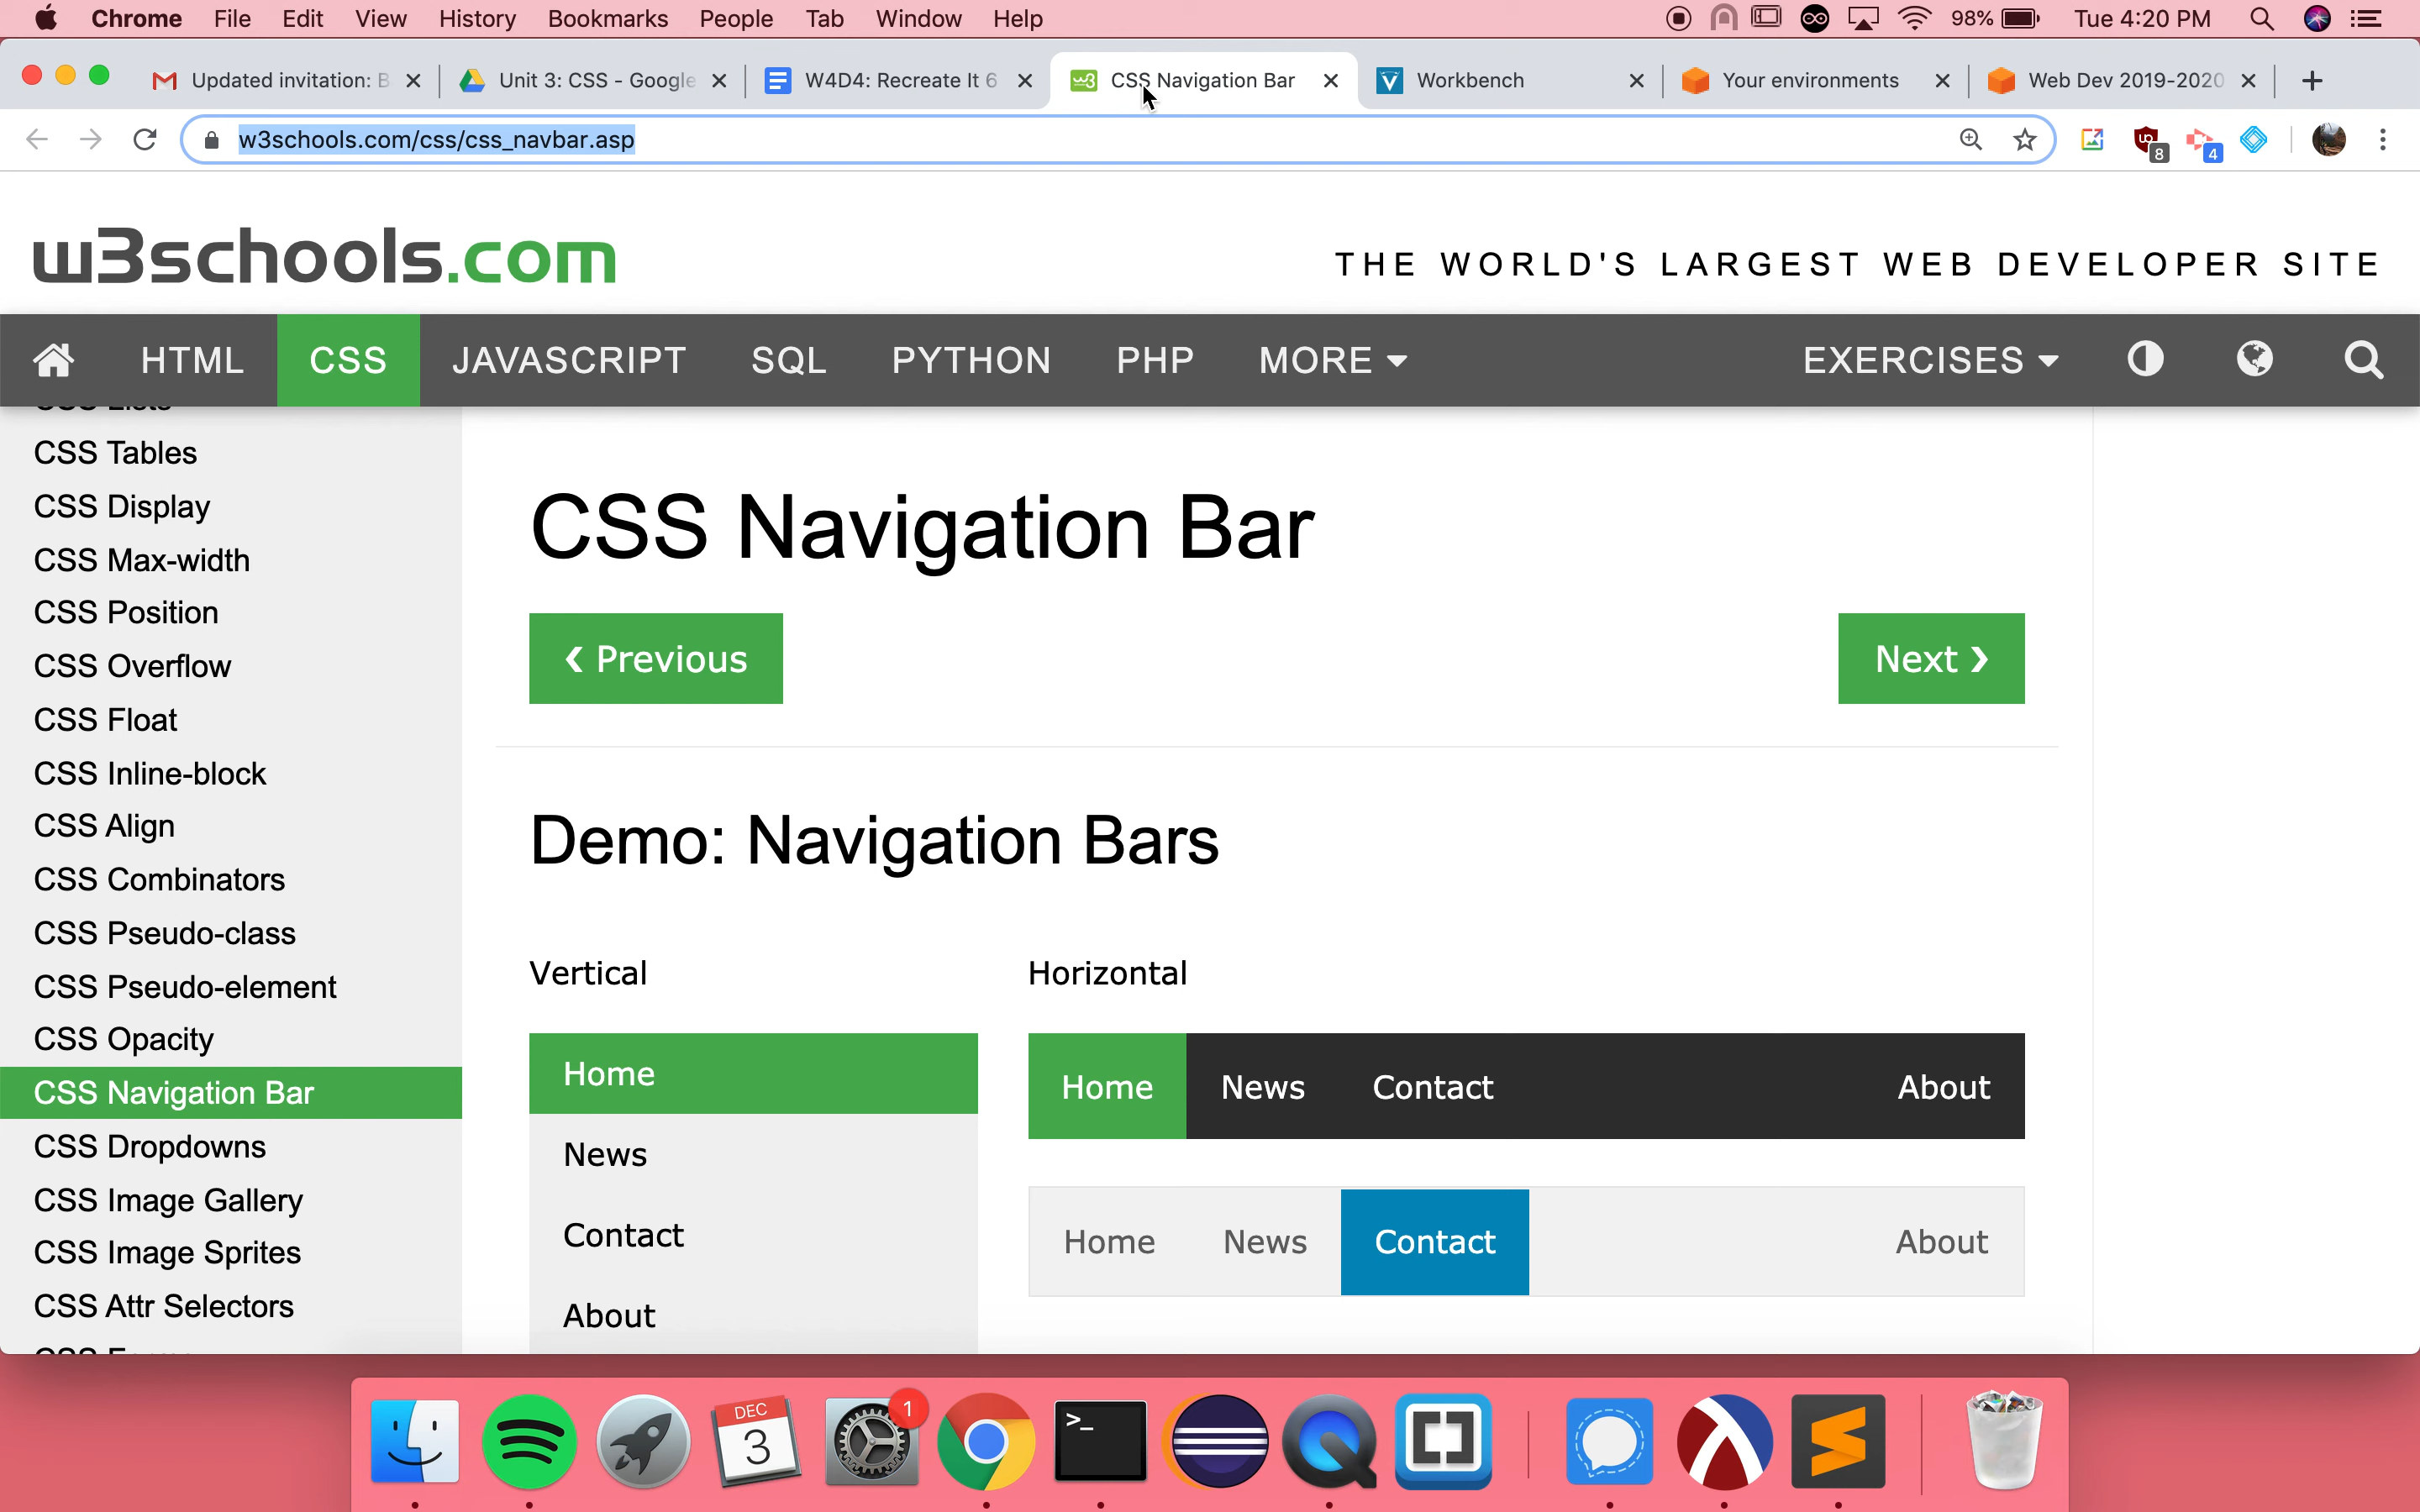 Chrome File Edit View History Bookmarks People Tab Window Help 98% Tue 4:20 PM
Updated invitation: B Unit 3: CSS - Google W4D4: Recreate It 6 CSS Navigation Bar Workbench Your environments Web Dev 2019-2020
w3schools.com/css/css_navbar.asp 8 4
w3schools.com
THE WORLD'S LARGEST WEB DEVELOPER SITE
HTML CSS JAVASCRIPT SQL PYTHON PHP MORE EXERCISES
CSS Tables
CSS Display
CSS Max-width
CSS Position
CSS Overflow
CSS Float
CSS Inline-block
CSS Align
CSS Combinators
CSS Pseudo-class
CSS Pseudo-element
CSS Opacity
CSS Navigation Bar
CSS Dropdowns
CSS Image Gallery
CSS Image Sprites
CSS Attr Selectors
CSS Navigation Bar
❮ Previous
Next ❯
Demo: Navigation Bars
Vertical
Home
News
Contact
About
Horizontal
Home News Contact About
Home News Contact About
DEC
3
1
>_